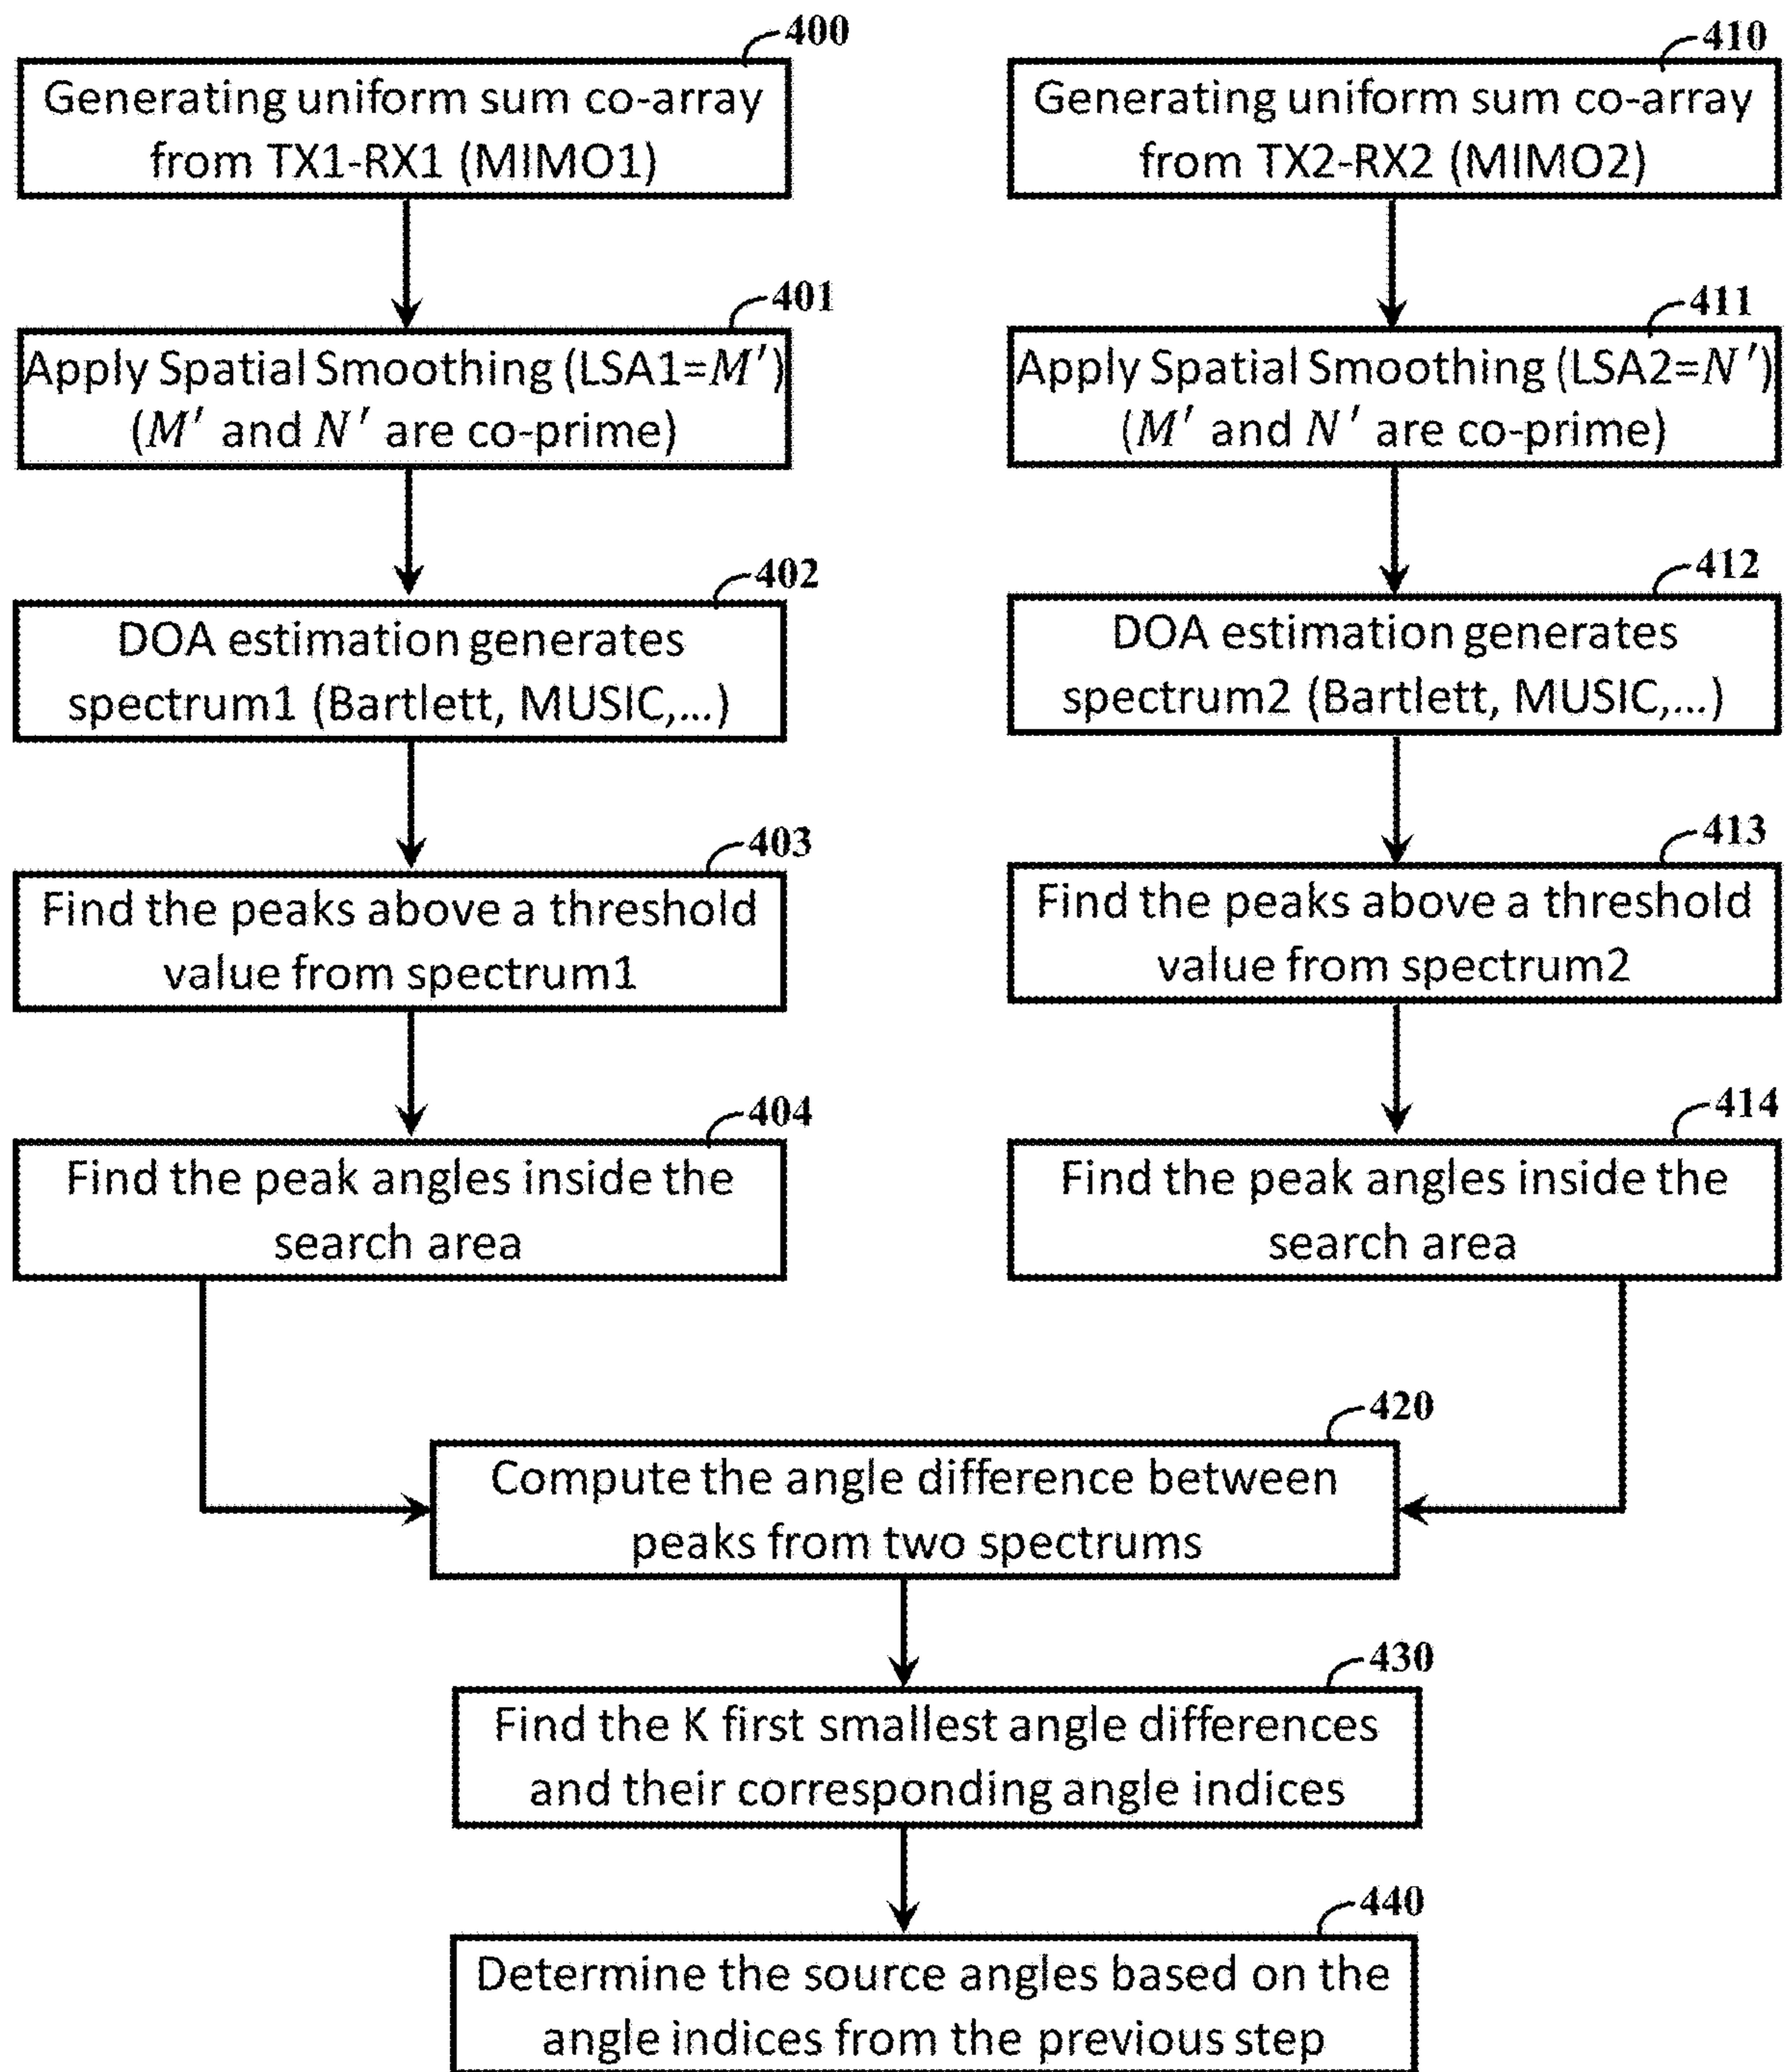 400
Generating uniform sum co-array
from TX1-RX1 (MIMO1)
401
Apply Spatial Smoothing (LSA1=M′)
(M′ and N′ are co-prime)
402
DOA estimation generates
spectrum1 (Bartlett, MUSIC,...)
403
Find the peaks above a threshold
value from spectrum1
404
Find the peak angles inside the
search area
410
Generating uniform sum co-array
from TX2-RX2 (MIMO2)
411
Apply Spatial Smoothing (LSA2=N′)
(M′ and N′ are co-prime)
412
DOA estimation generates
spectrum2 (Bartlett, MUSIC,...)
413
Find the peaks above a threshold
value from spectrum2
414
Find the peak angles inside the
search area
420
Compute the angle difference between
peaks from two spectrums
430
Find the K first smallest angle differences
and their corresponding angle indices
440
Determine the source angles based on the
angle indices from the previous step